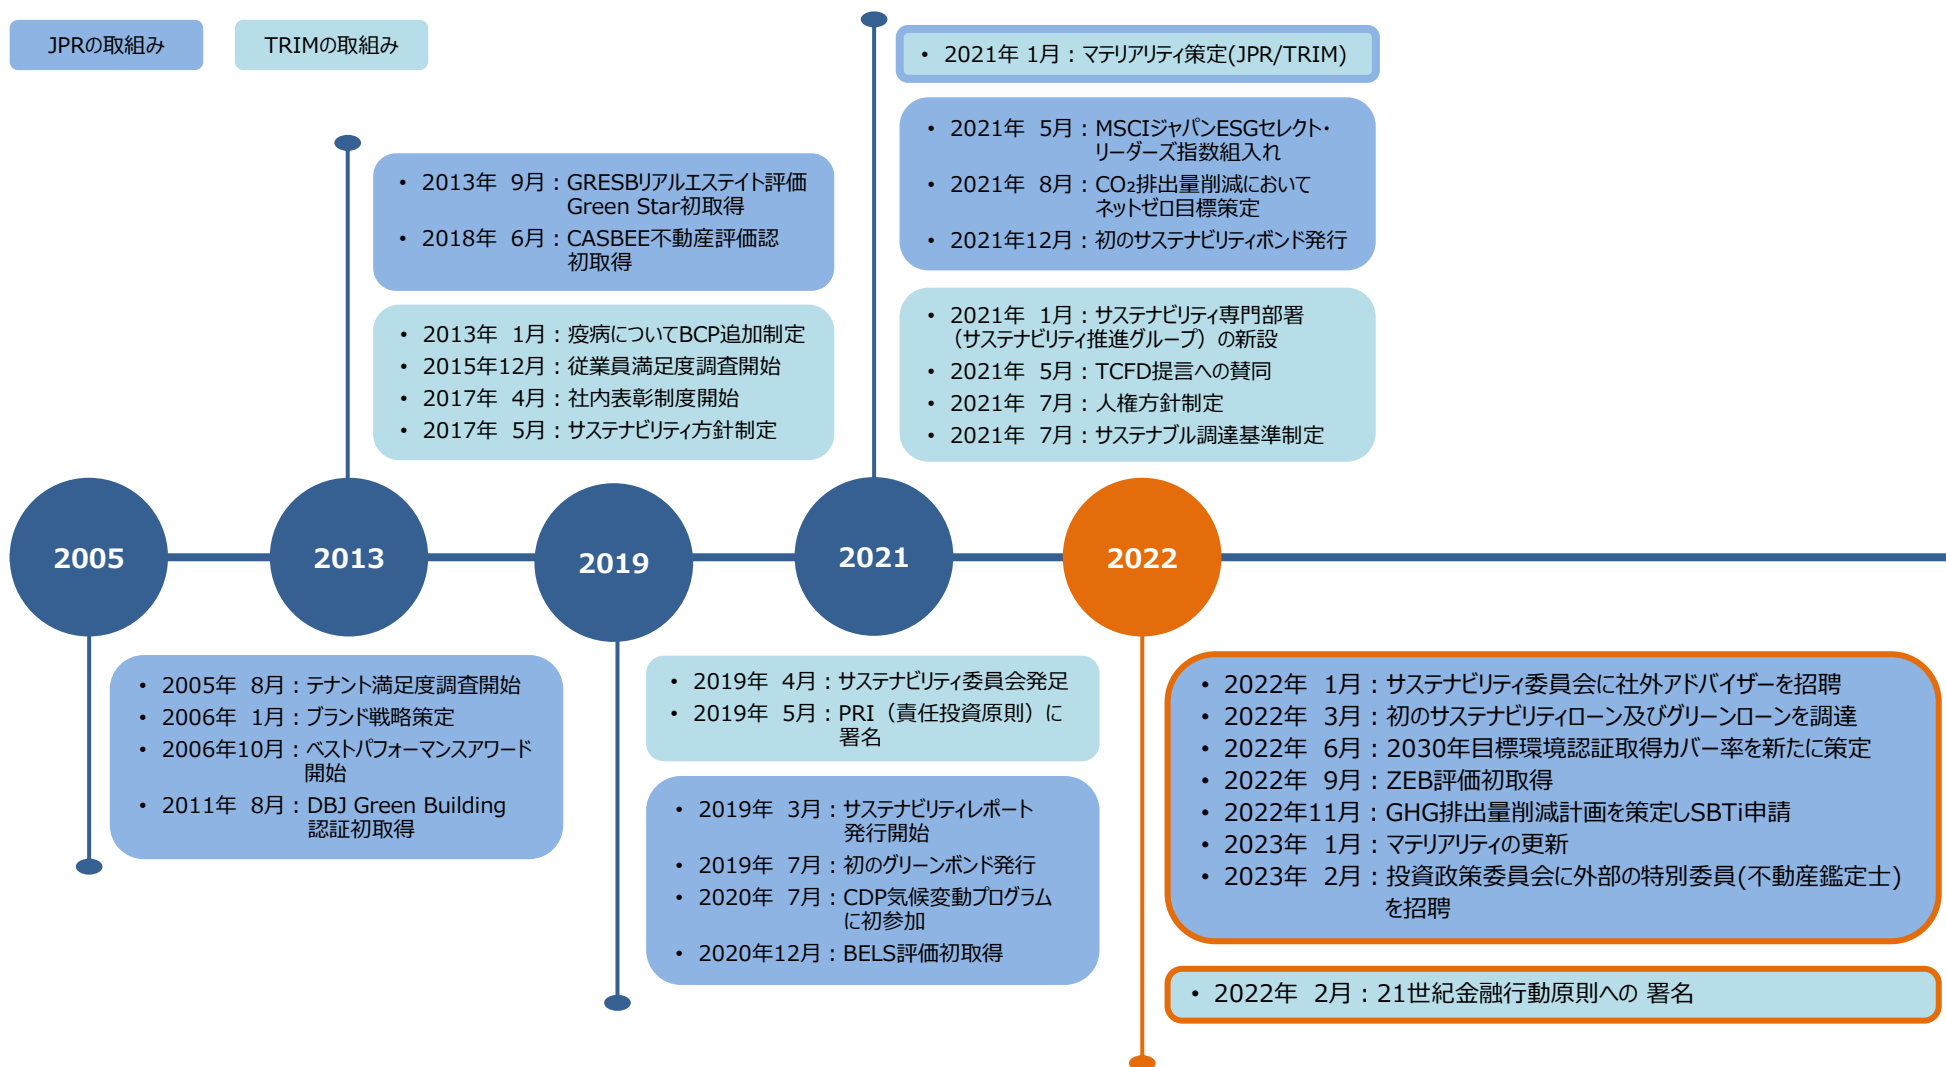 JPRの取組み
TRIMの取組み
• 2021年 1月：マテリアリティ策定(JPR/TRIM)
• 2021年 5月：MSCIジャパンESGセレクト・
リーダーズ指数組入れ
• 2021年 8月：CO₂排出量削減において
ネットゼロ目標策定
• 2021年12月：初のサステナビリティボンド発行
• 2021年 1月：サステナビリティ専門部署
（サステナビリティ推進グループ）の新設
• 2021年 5月：TCFD提言への賛同
• 2021年 7月：人権方針制定
• 2021年 7月：サステナブル調達基準制定
• 2013年 9月：GRESBリアルエステイト評価
Green Star初取得
• 2018年 6月：CASBEE不動産評価認
初取得
• 2013年 1月：疫病についてBCP追加制定
• 2015年12月：従業員満足度調査開始
• 2017年 4月：社内表彰制度開始
• 2017年 5月：サステナビリティ方針制定
2005
2013
2019
2021
2022
• 2005年 8月：テナント満足度調査開始
• 2006年 1月：ブランド戦略策定
• 2006年10月：ベストパフォーマンスアワード
開始
• 2011年 8月：DBJ Green Building
認証初取得
• 2019年 4月：サステナビリティ委員会発足
• 2019年 5月：PRI（責任投資原則）に
署名
• 2019年 3月：サステナビリティレポート
発行開始
• 2019年 7月：初のグリーンボンド発行
• 2020年 7月：CDP気候変動プログラム
に初参加
• 2020年12月：BELS評価初取得
• 2022年 1月：サステナビリティ委員会に社外アドバイザーを招聘
• 2022年 3月：初のサステナビリティローン及びグリーンローンを調達
• 2022年 6月：2030年目標環境認証取得カバー率を新たに策定
• 2022年 9月：ZEB評価初取得
• 2022年11月：GHG排出量削減計画を策定しSBTi申請
• 2023年 1月：マテリアリティの更新
• 2023年 2月：投資政策委員会に外部の特別委員(不動産鑑定士)
を招聘
• 2022年 2月：21世紀金融行動原則への 署名